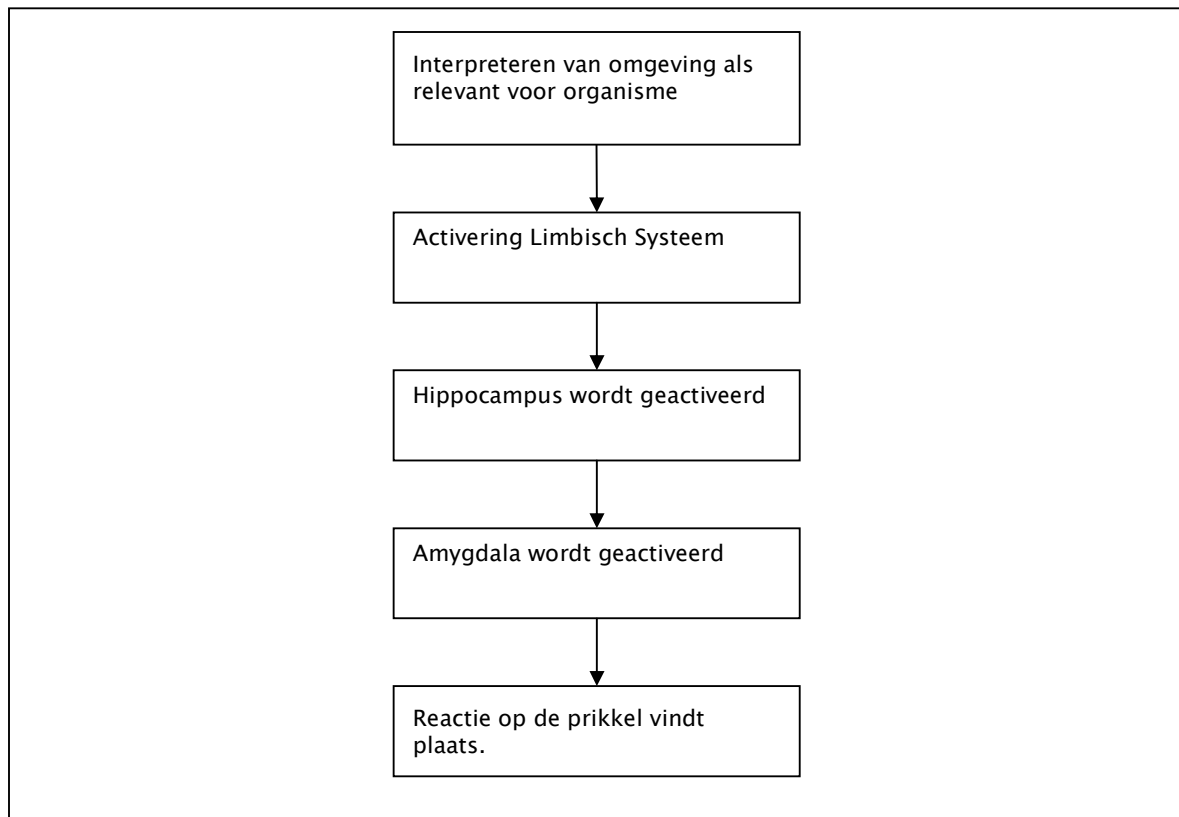 Interpreteren van omgeving als
relevant voor organisme
Activering Limbisch Systeem
Hippocampus wordt geactiveerd
Amygdala wordt geactiveerd
Reactie op de prikkel vindt
plaats.